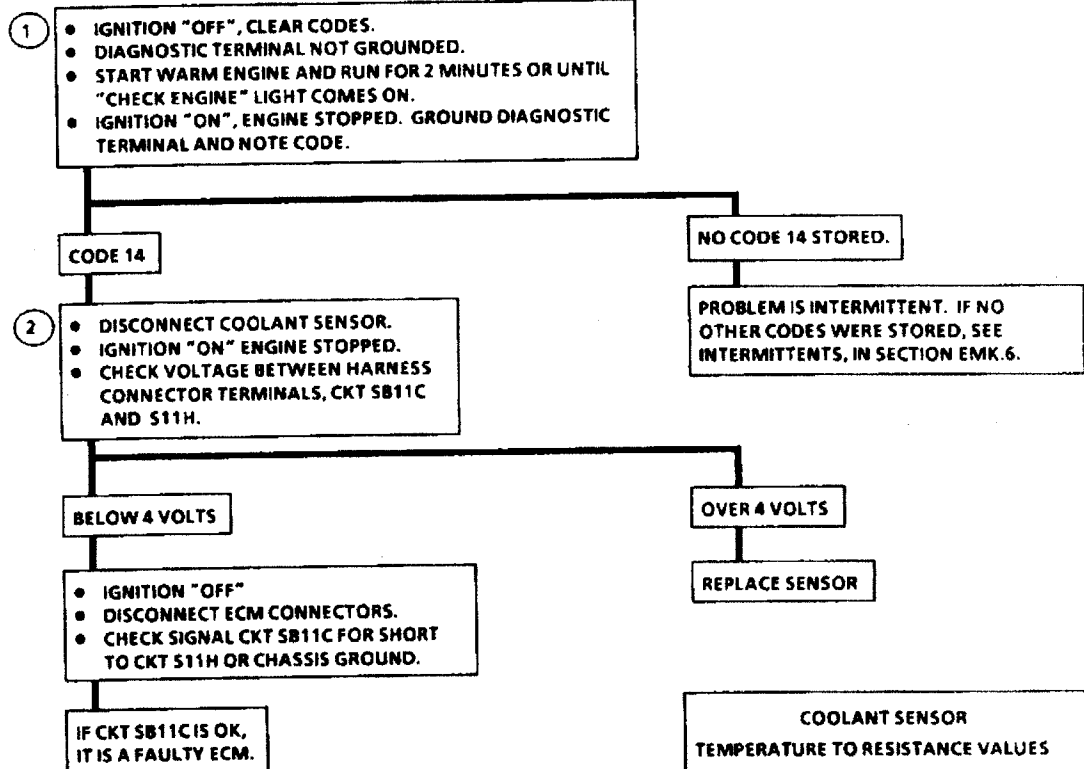 1
• IGNITION "OFF", CLEAR CODES.
• DIAGNOSTIC TERMINAL NOT GROUNDED.
• START WARM ENGINE AND RUN FOR 2 MINUTES OR UNTIL
"CHECK ENGINE" LIGHT COMES ON.
• IGNITION "ON", ENGINE STOPPED. GROUND DIAGNOSTIC
TERMINAL AND NOTE CODE.
CODE 14
NO CODE 14 STORED.
PROBLEM IS INTERMITTENT. IF NO
OTHER CODES WERE STORED, SEE
INTERMITTENTS, IN SECTION EMK.6.
2
• DISCONNECT COOLANT SENSOR.
• IGNITION "ON" ENGINE STOPPED.
• CHECK VOLTAGE BETWEEN HARNESS
CONNECTOR TERMINALS, CKT SB11C
AND S11H.
BELOW 4 VOLTS
OVER 4 VOLTS
• IGNITION "OFF"
• DISCONNECT ECM CONNECTORS.
• CHECK SIGNAL CKT SB11C FOR SHORT
TO CKT S11H OR CHASSIS GROUND.
REPLACE SENSOR
IF CKT SB11C IS OK,
IT IS A FAULTY ECM.
COOLANT SENSOR
TEMPERATURE TO RESISTANCE VALUES